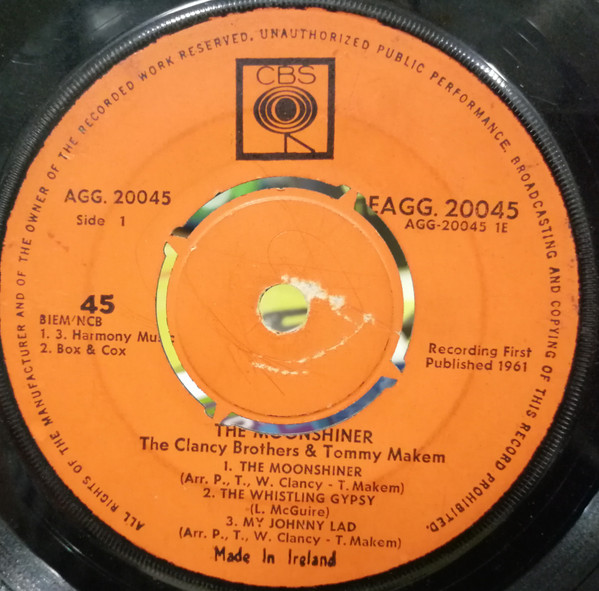 ALL RIGHTS OF THE MANUFACTURER AND OF THE OWNER OF THE RECORDED WORK RESERVED. UNAUTHORIZED PUBLIC PERFORMANCE, BROADCASTING AND COPYING OF THIS RECORD PROHIBITED.
CBS
AGG. 20045
EAGG. 20045
Side 1
AGG-20045 1E
45
BIEM/NCB
1. 3. Harmony Music
2. Box & Cox
Recording First
Published 1961
THE MOONSHINER
The Clancy Brothers & Tommy Makem
1. THE MOONSHINER
(Arr. P., T., W. Clancy - T. Makem)
2. THE WHISTLING GYPSY
(L. McGuire)
3. MY JOHNNY LAD
(Arr. P., T., W. Clancy - T. Makem)
Made In Ireland